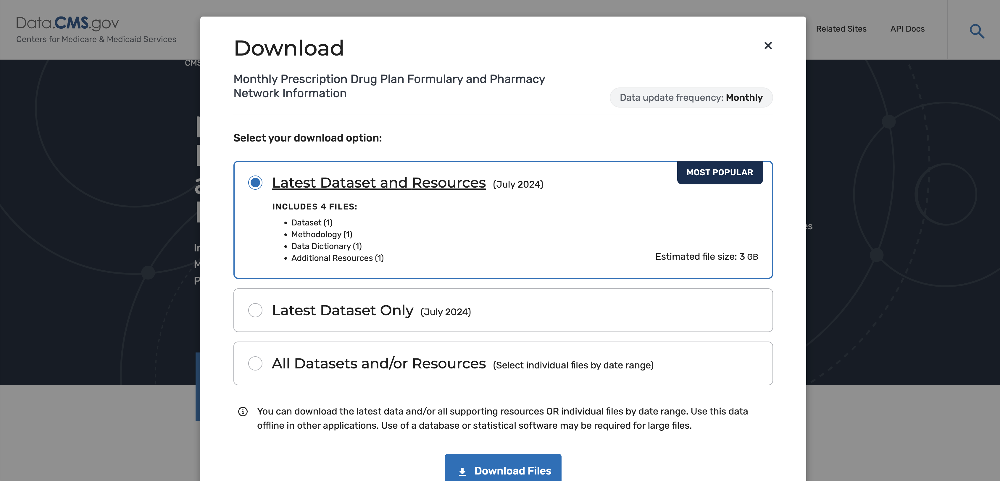 Data.CMS.gov
Centers for Medicare & Medicaid Services
Related Sites
API Docs
CMS
Download
Monthly Prescription Drug Plan Formulary and Pharmacy
Network Information
Data update frequency: Monthly
Select your download option:
MOST POPULAR
Latest Dataset and Resources (July 2024)
INCLUDES 4 FILES:
• Dataset (1)
• Methodology (1)
• Data Dictionary (1)
• Additional Resources (1)
Estimated file size: 3 GB
Latest Dataset Only (July 2024)
All Datasets and/or Resources (Select individual files by date range)
You can download the latest data and/or all supporting resources OR individual files by date range. Use this data
offline in other applications. Use of a database or statistical software may be required for large files.
Download Files